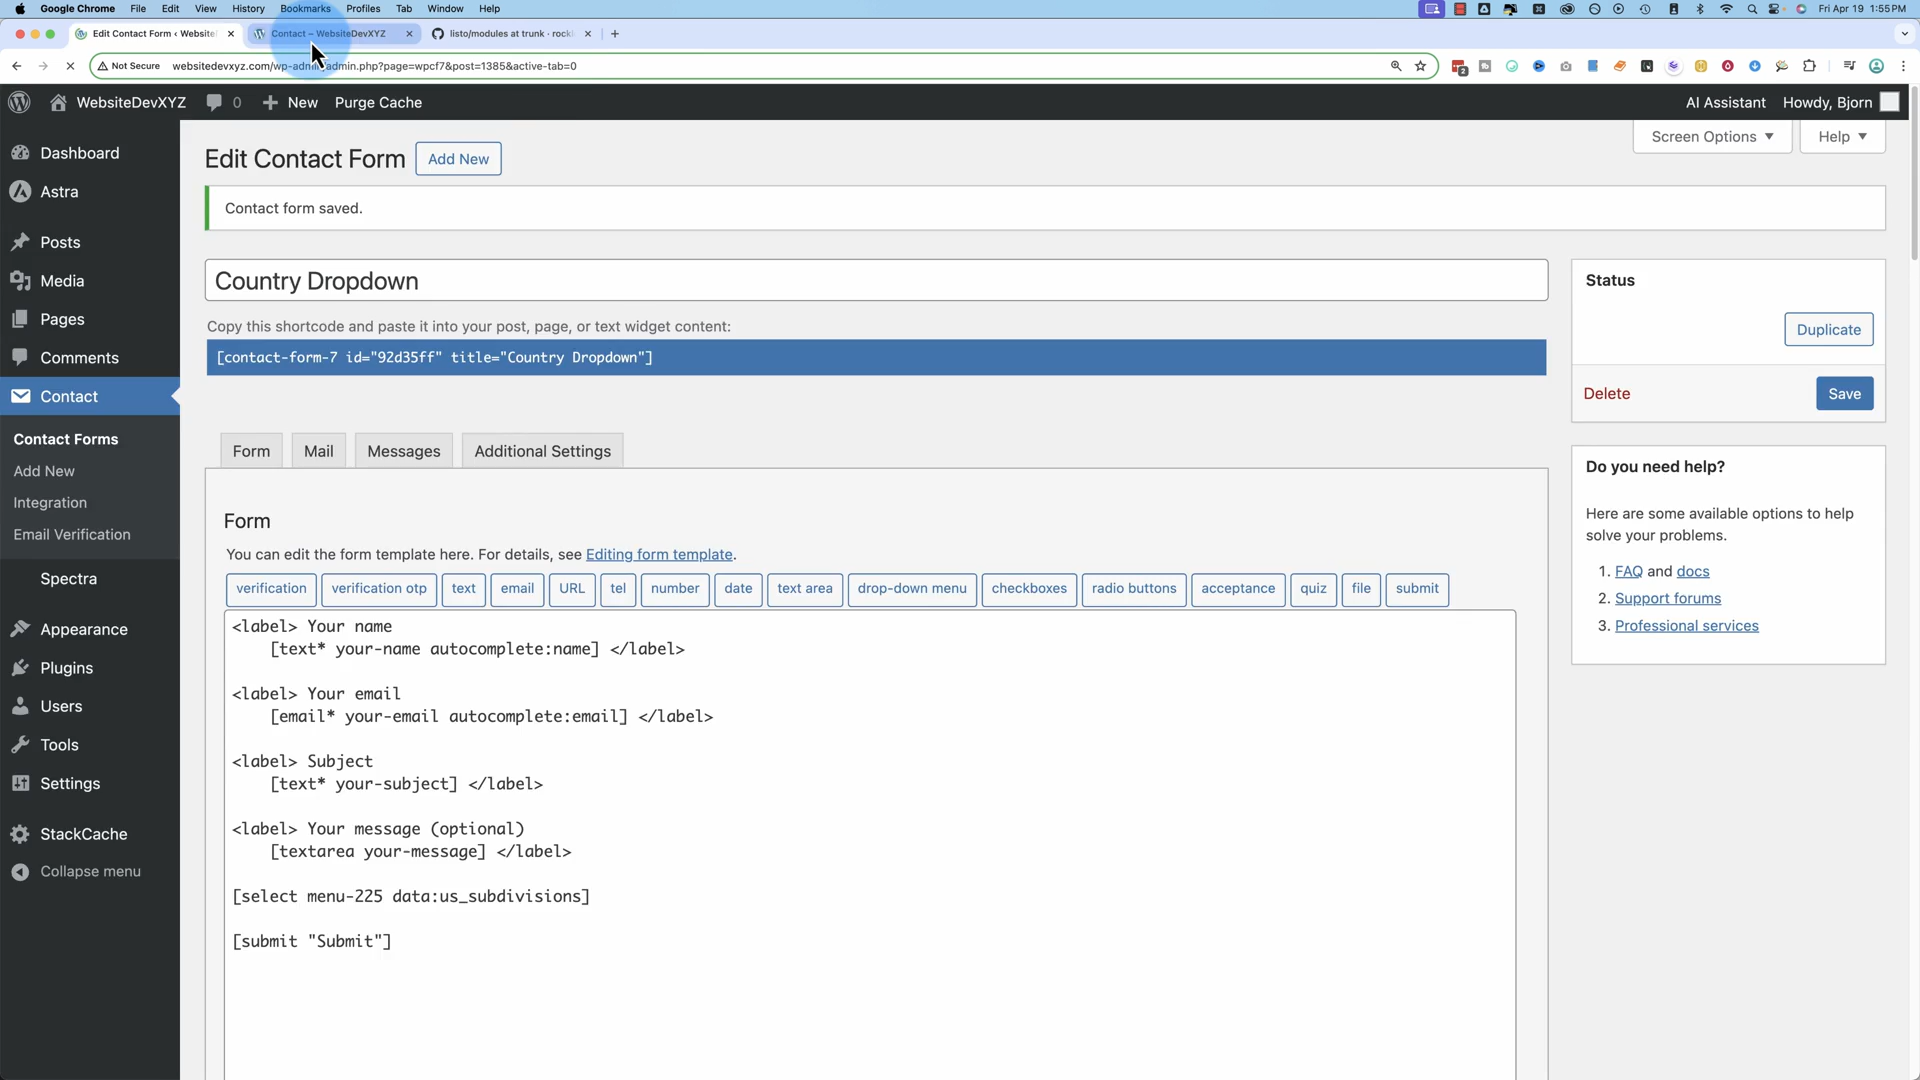 Google Chrome File Edit View History Bookmarks Profiles Tab Window Help Fri Apr 19 1:55 PM
Edit Contact Form ‹ Website Contact – WebsiteDevXYZ listo/modules at trunk · rock
Not Secure websitedevxyz.com/wp-admin/admin.php?page=wpcf7&post=1385&active-tab=0 2
WebsiteDevXYZ 0 New Purge Cache AI Assistant Howdy, Bjorn
Dashboard
Astra
Posts
Media
Pages
Comments
Contact
Contact Forms
Add New
Integration
Email Verification
Spectra
Appearance
Plugins
Users
Tools
Settings
StackCache
Collapse menu
Screen Options Help
Edit Contact Form Add New
Contact form saved.
Country Dropdown
Copy this shortcode and paste it into your post, page, or text widget content:
[contact-form-7 id="92d35ff" title="Country Dropdown"]
Form Mail Messages Additional Settings
Form
You can edit the form template here. For details, see Editing form template.
verification verification otp text email URL tel number date text area drop-down menu checkboxes radio buttons acceptance quiz file submit
<label> Your name
[text* your-name autocomplete:name] </label>
<label> Your email
[email* your-email autocomplete:email] </label>
<label> Subject
[text* your-subject] </label>
<label> Your message (optional)
[textarea your-message] </label>
[select menu-225 data:us_subdivisions]
[submit "Submit"]
Status
Duplicate
Delete Save
Do you need help?
Here are some available options to help
solve your problems.
1. FAQ and docs
2. Support forums
3. Professional services